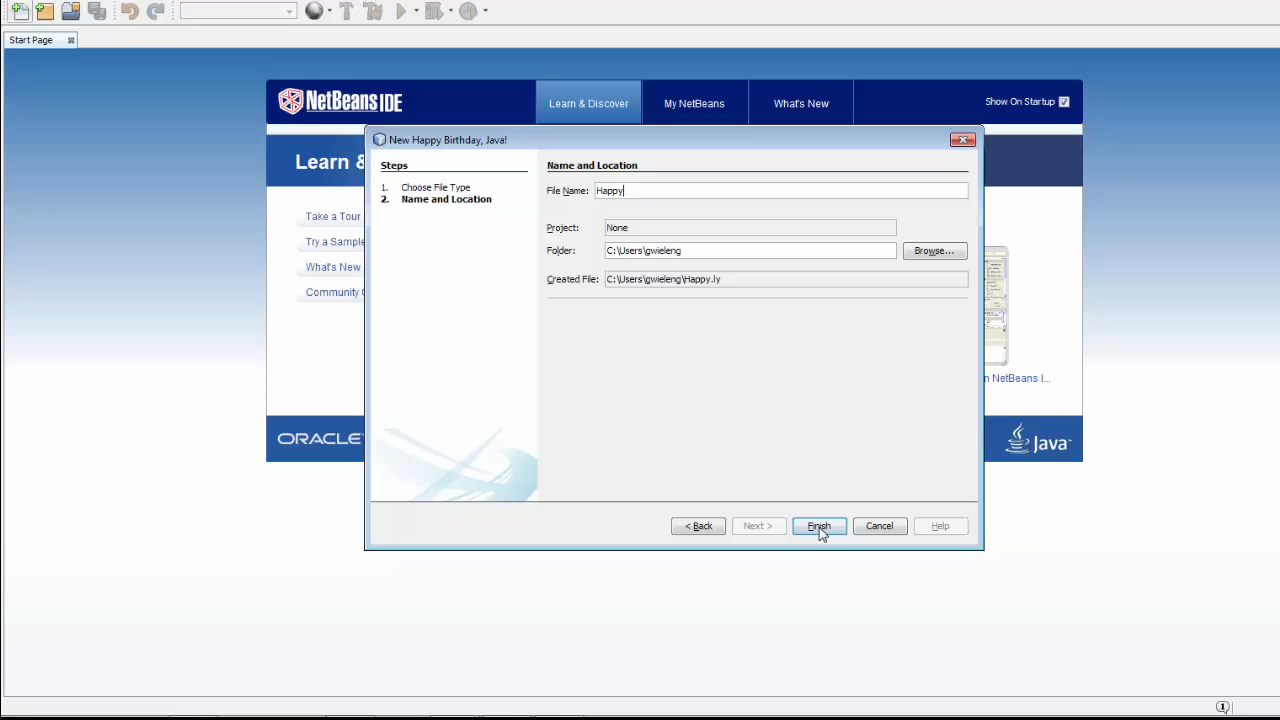 Start Page
NetBeans IDE
Learn & Discover
My NetBeans
What's New
Show On Startup
New Happy Birthday, Java!
Learn &
Steps
Name and Location
1. Choose File Type
2. Name and Location
File Name: Happy
Take a Tour
Project: None
Try a Sample
Folder: C:\Users\gwieleng
Browse...
What's New
Created File: C:\Users\gwieleng\Happy.ly
Community
n NetBeans I...
ORACLE
Java
< Back
Next >
Finish
Cancel
Help
1